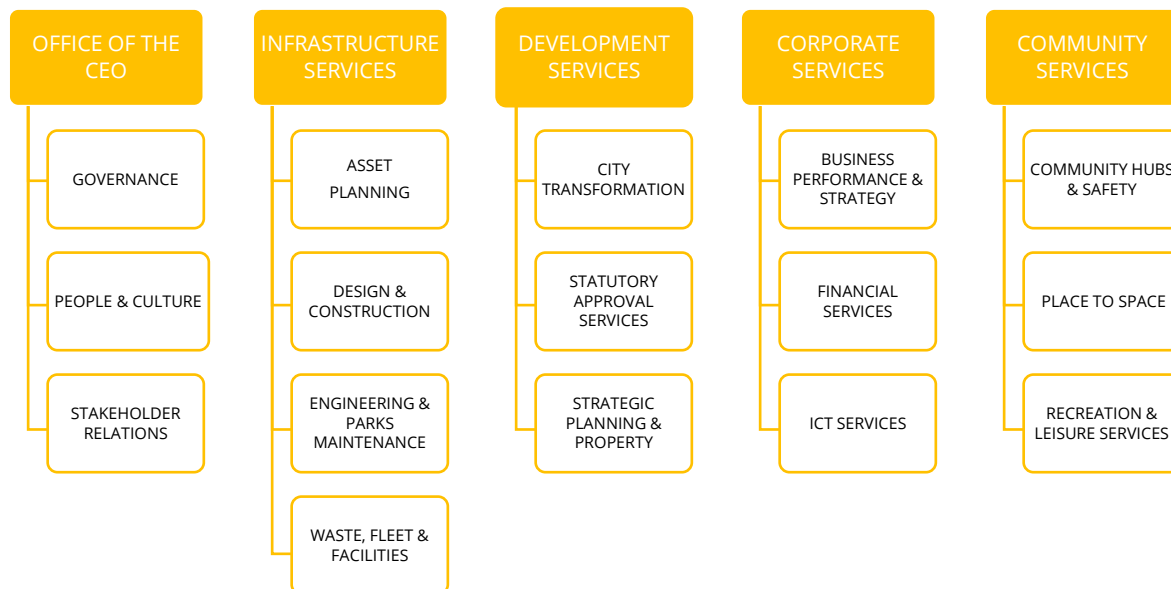 OFFICE OF THE
CEO
GOVERNANCE
PEOPLE & CULTURE
STAKEHOLDER
RELATIONS
INFRASTRUCTURE
SERVICES
ASSET
PLANNING
DESIGN &
CONSTRUCTION
ENGINEERING &
PARKS
MAINTENANCE
WASTE, FLEET &
FACILITIES
DEVELOPMENT
SERVICES
CITY
TRANSFORMATION
STATUTORY
APPROVAL
SERVICES
STRATEGIC
PLANNING &
PROPERTY
CORPORATE
SERVICES
BUSINESS
PERFORMANCE &
STRATEGY
FINANCIAL
SERVICES
ICT SERVICES
COMMUNITY
SERVICES
COMMUNITY HUBS
& SAFETY
PLACE TO SPACE
RECREATION &
LEISURE SERVICES